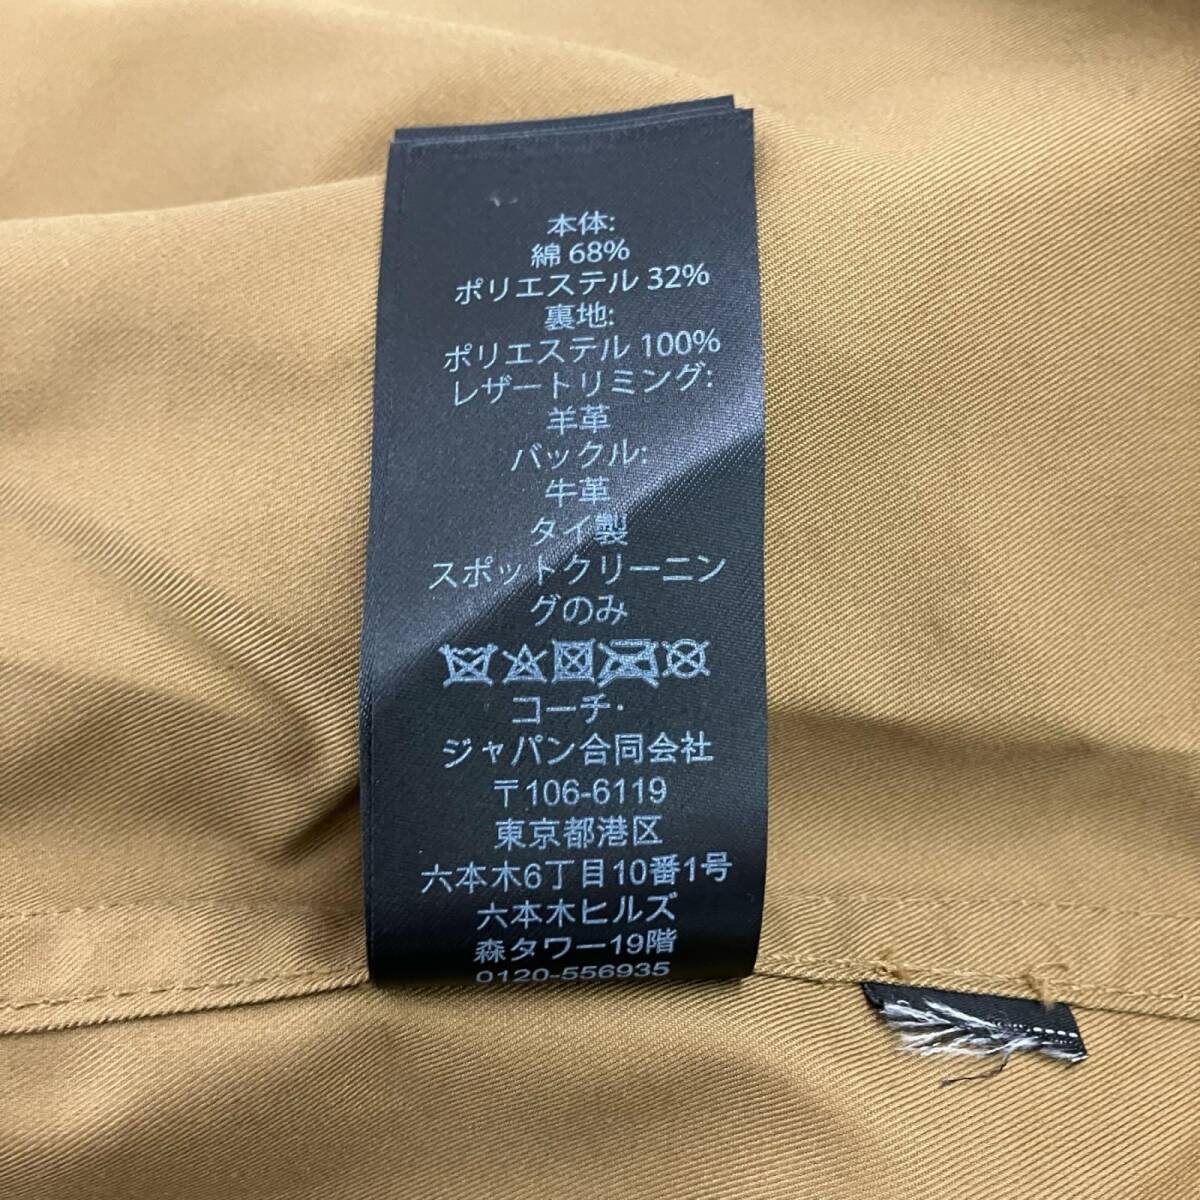 本体:
綿 68%
ポリエステル 32%
裏地:
ポリエステル 100%
レザートリミング:
羊革
バックル:
牛革
タイ製
スポットクリーニン
グのみ
コーチ·
ジャパン合同会社
〒106-6119
東京都港区
六本木6丁目10番1号
六本木ヒルズ
森タワー19階
0120-556935